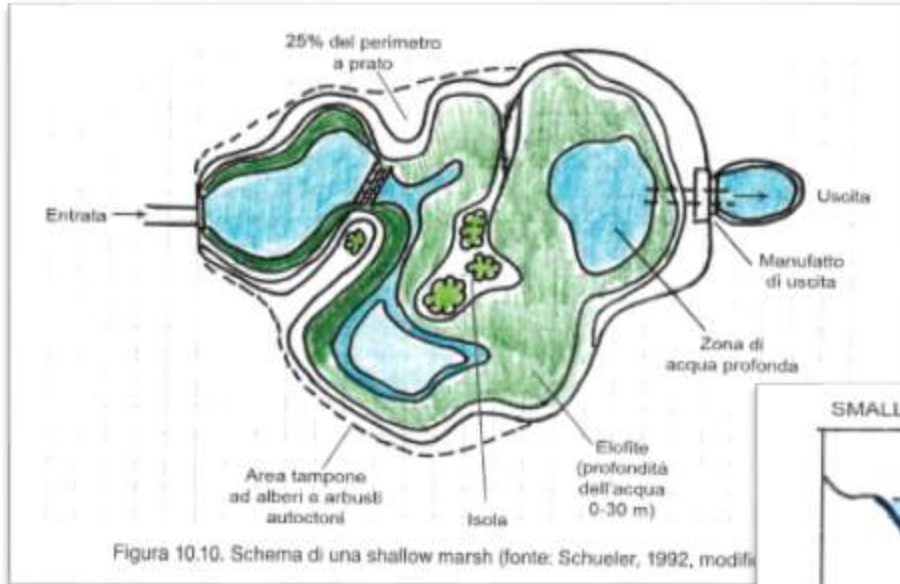 25% del perimetro
a prato
Entrata
Uscita
Manufatto
di uscita
Zona di
acqua profonda
SMALL
Elofite
(profondità
dell'acqua
0-30 m)
Area tampone
ad alberi e arbusti
autoctoni
Isola
Figura 10.10. Schema di una shallow marsh (fonte: Schueler, 1992, modific